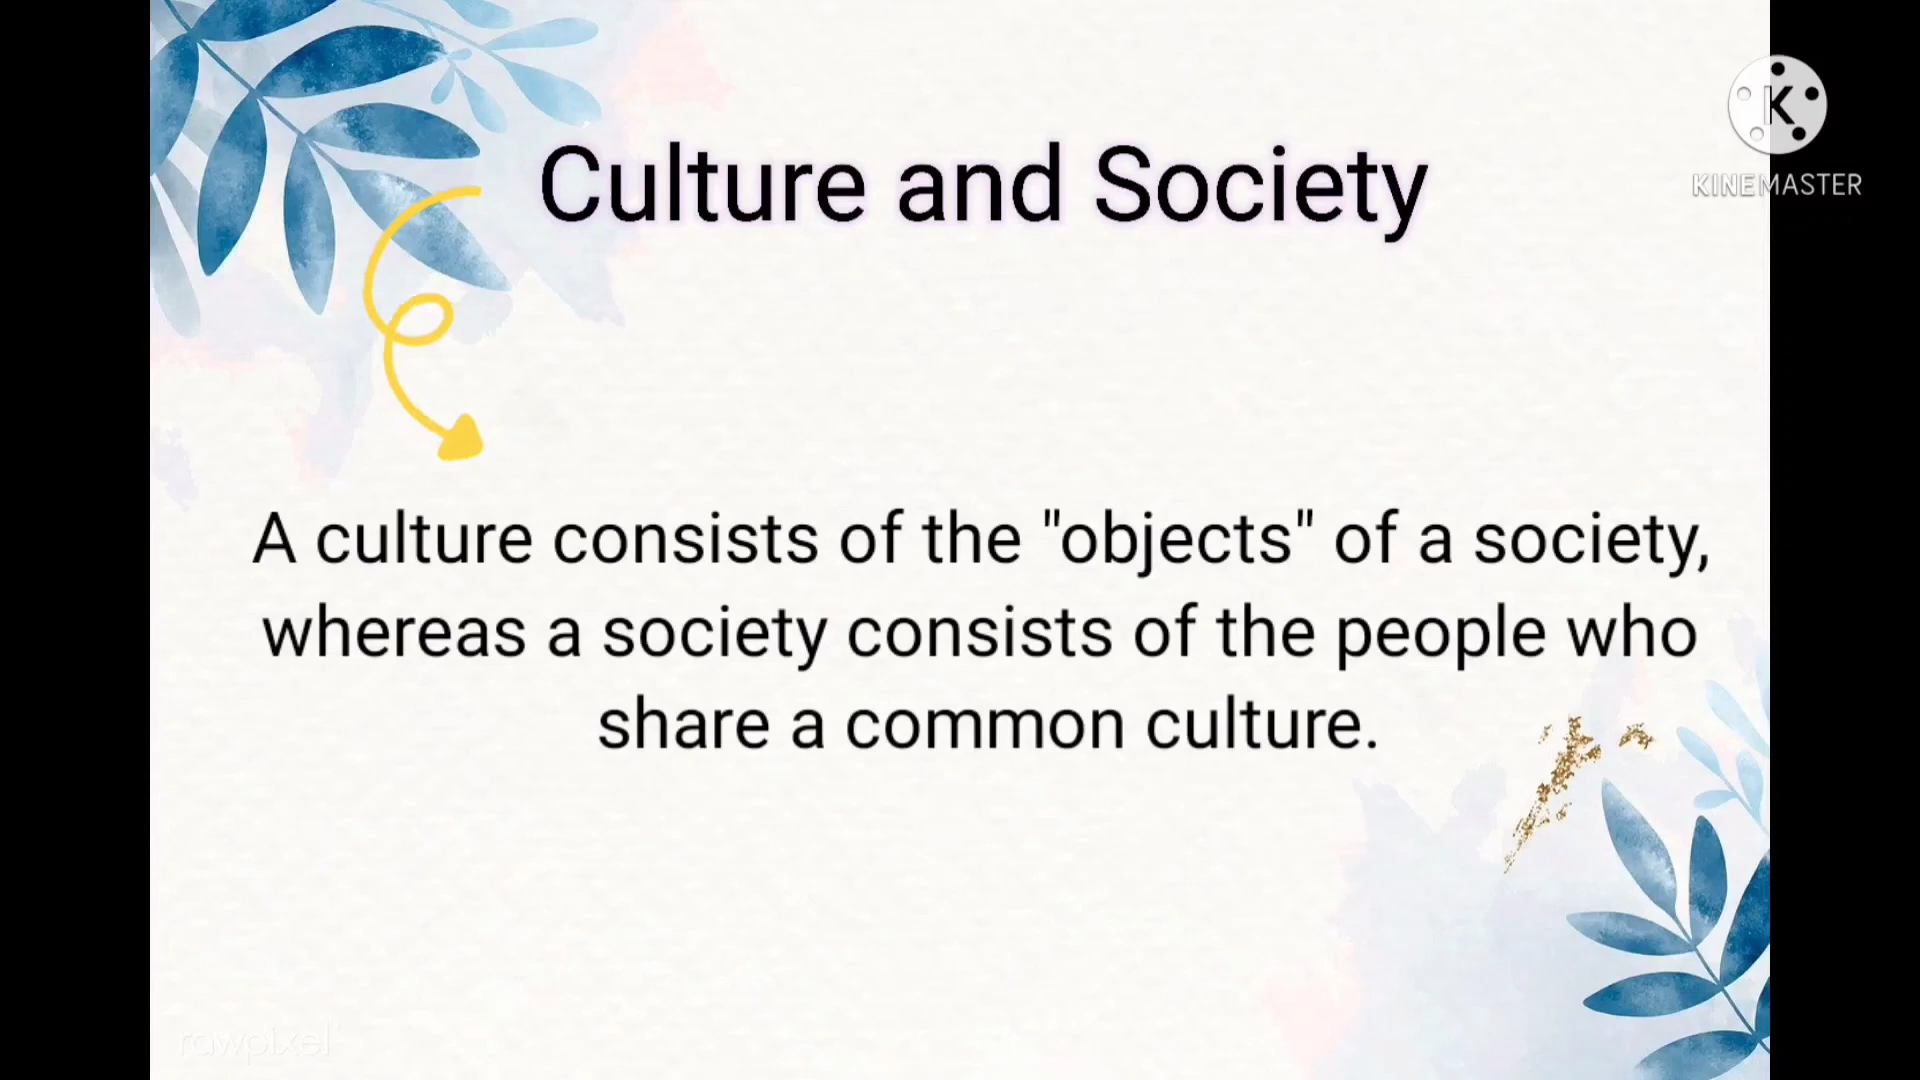 Culture and Society
K
KINEMASTER
A culture consists of the "objects" of a society,
whereas a society consists of the people who
share a common culture.
rawpixel